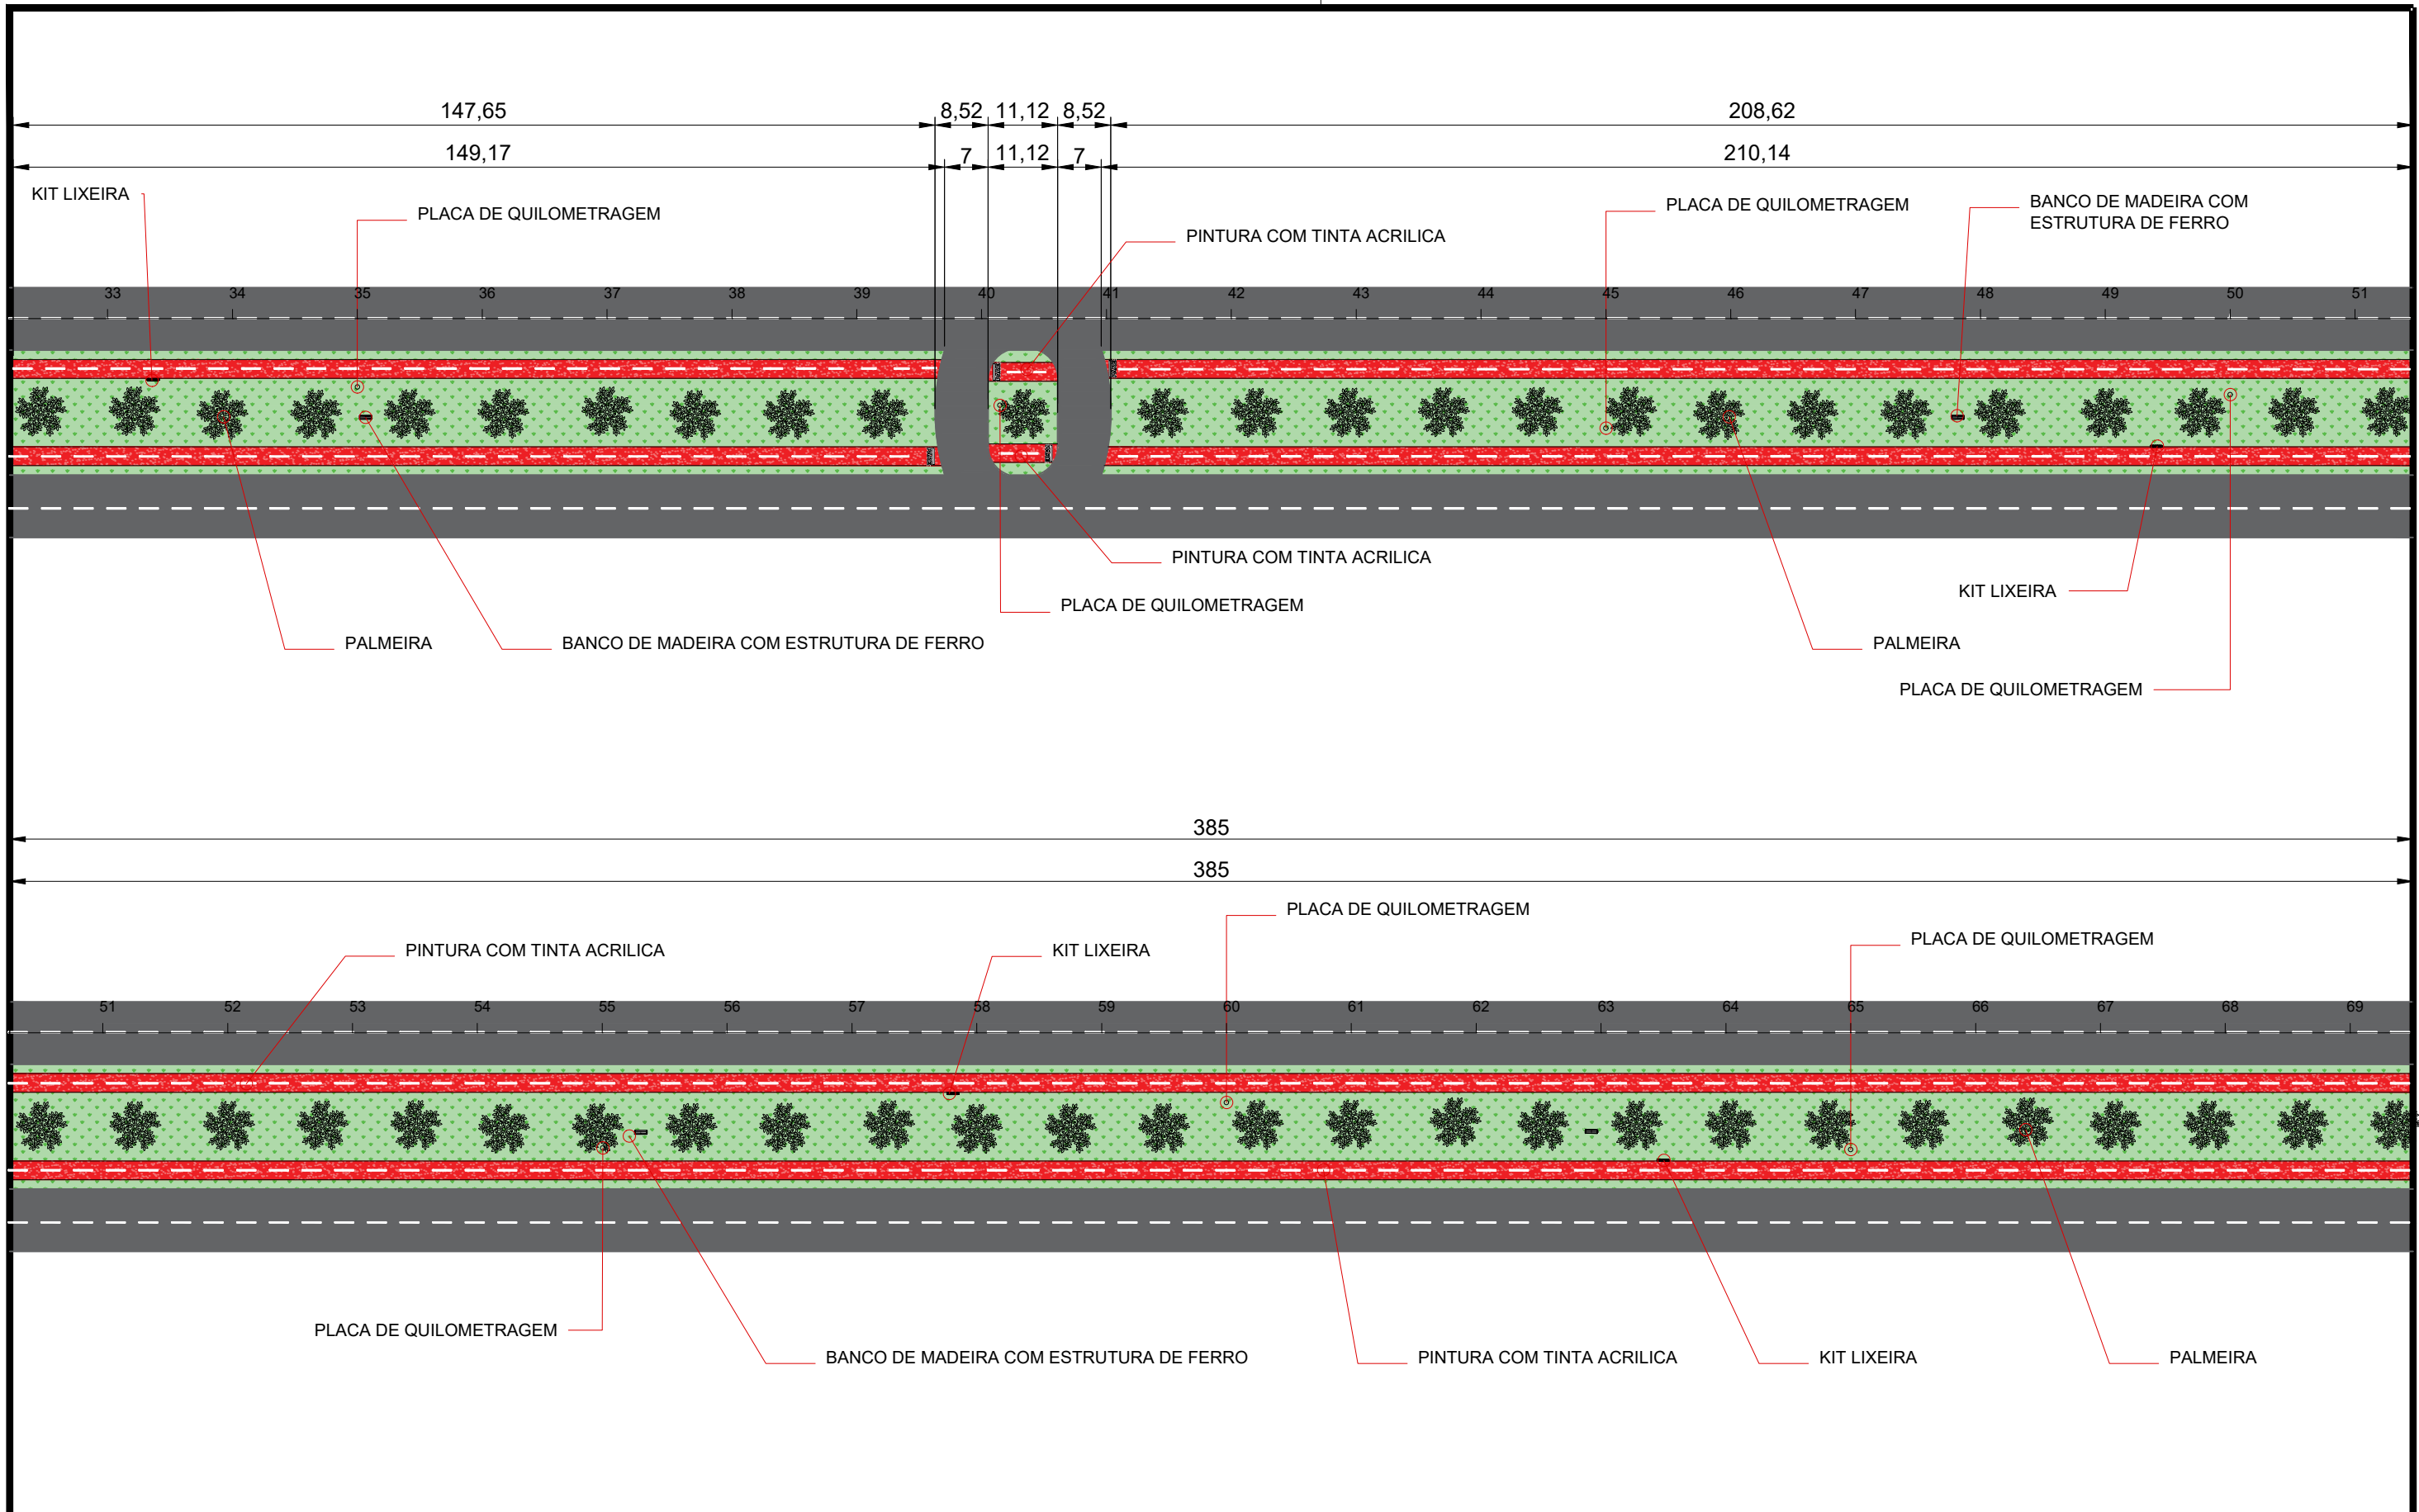 147,65 8,52 11,12 8,52 208,62
149,17 7 11,12 7 210,14
KIT LIXEIRA
PLACA DE QUILOMETRAGEM
PINTURA COM TINTA ACRILICA
PLACA DE QUILOMETRAGEM
BANCO DE MADEIRA COM
ESTRUTURA DE FERRO
33 34 35 36 37 38 39 40 41 42 43 44 45 46 47 48 49 50 51
PINTURA COM TINTA ACRILICA
PLACA DE QUILOMETRAGEM
KIT LIXEIRA
PALMEIRA
BANCO DE MADEIRA COM ESTRUTURA DE FERRO
PALMEIRA
PLACA DE QUILOMETRAGEM
385
385
PLACA DE QUILOMETRAGEM
PINTURA COM TINTA ACRILICA
KIT LIXEIRA
PLACA DE QUILOMETRAGEM
51 52 53 54 55 56 57 58 59 60 61 62 63 64 65 66 67 68 69
PLACA DE QUILOMETRAGEM
BANCO DE MADEIRA COM ESTRUTURA DE FERRO
PINTURA COM TINTA ACRILICA
KIT LIXEIRA
PALMEIRA